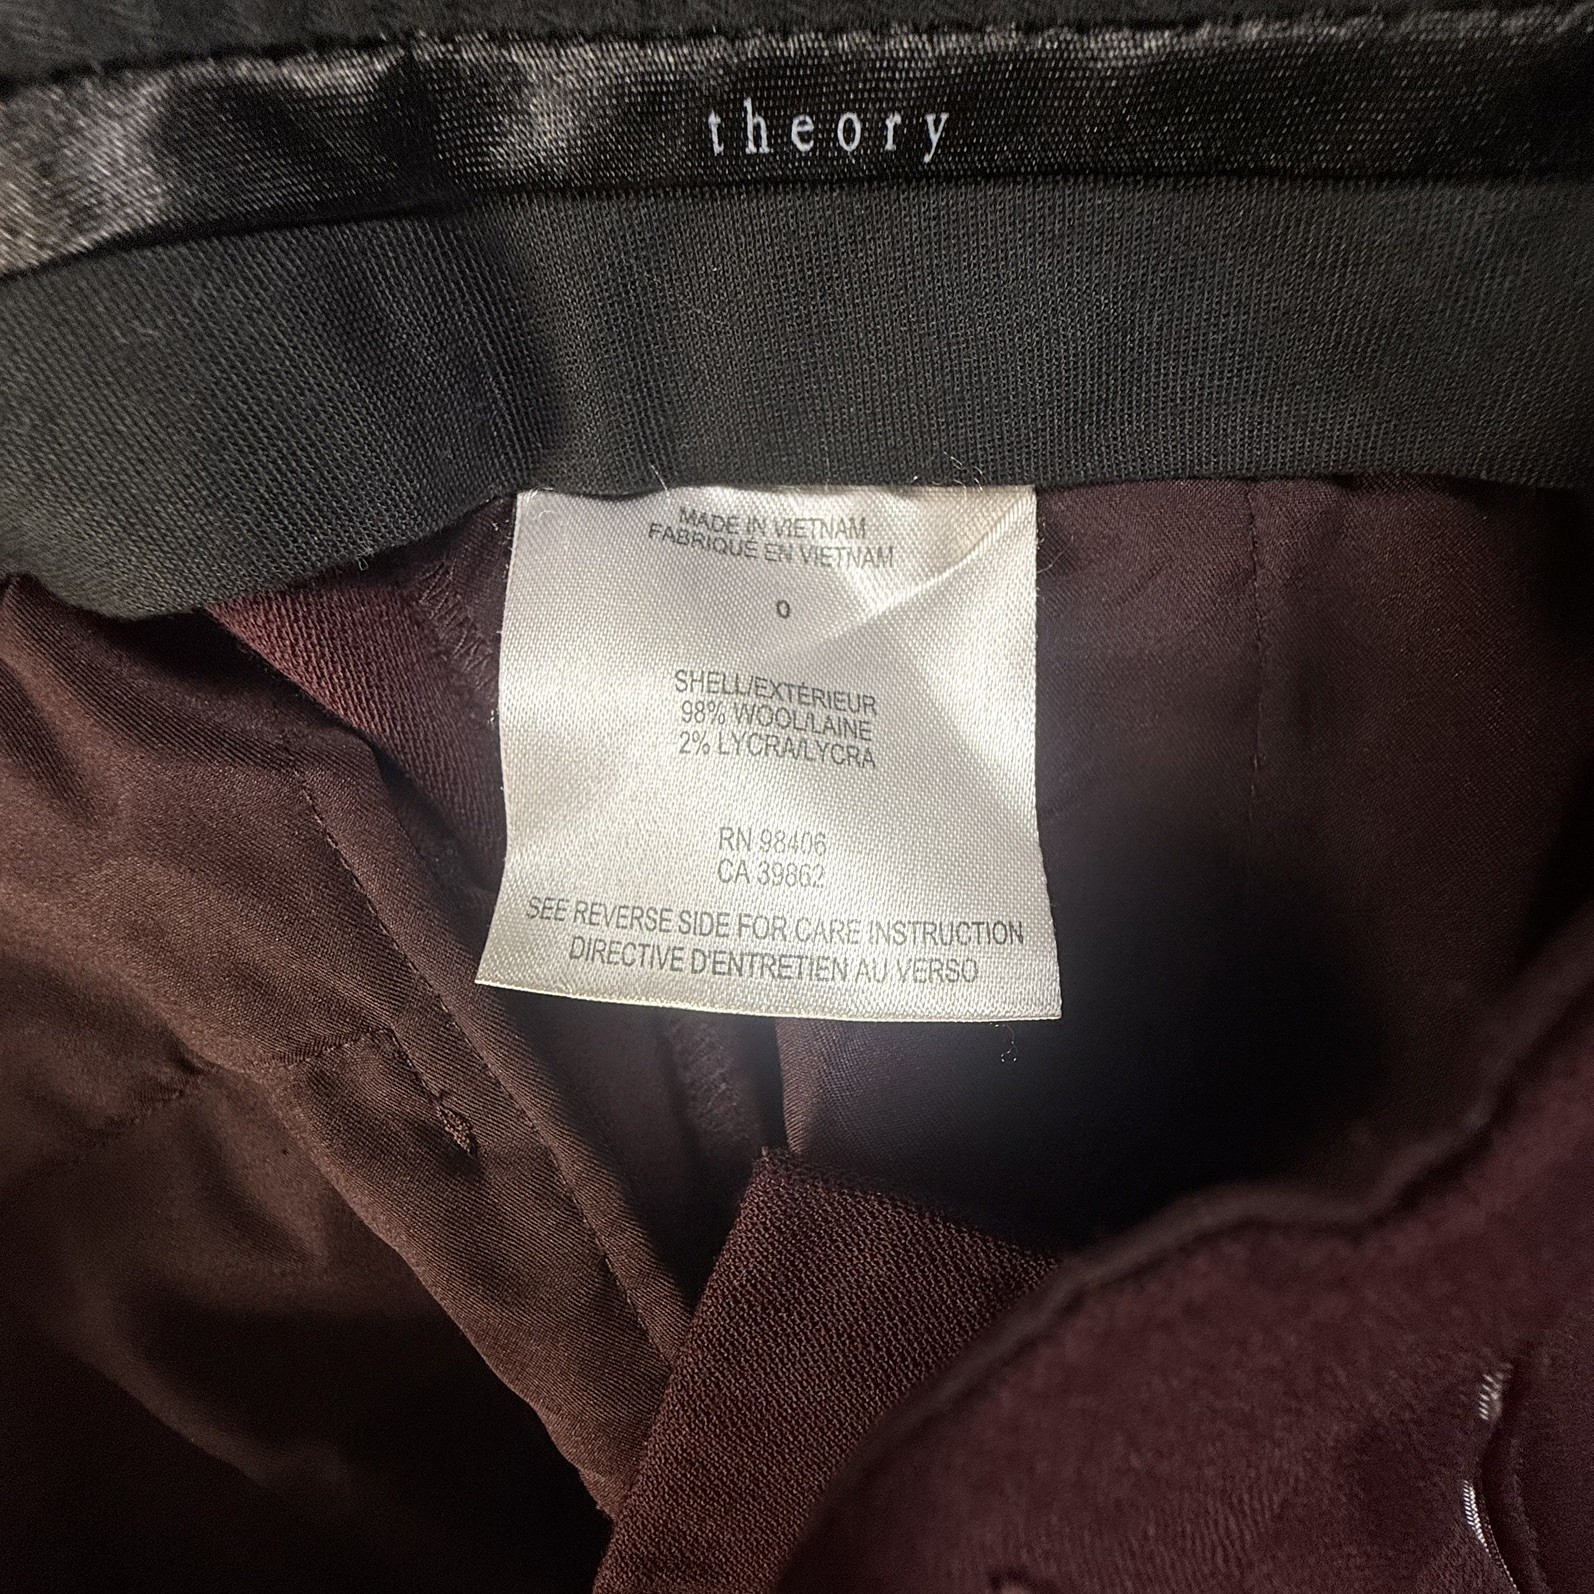 theory
MADE IN VIETNAM
FABRIQUÉ EN VIETNAM
0
SHELL/EXTÉRIEUR
98% WOOL/LAINE
2% LYCRA/LYCRA
RN 98406
CA 39862
SEE REVERSE SIDE FOR CARE INSTRUCTION
DIRECTIVE D'ENTRETIEN AU VERSO